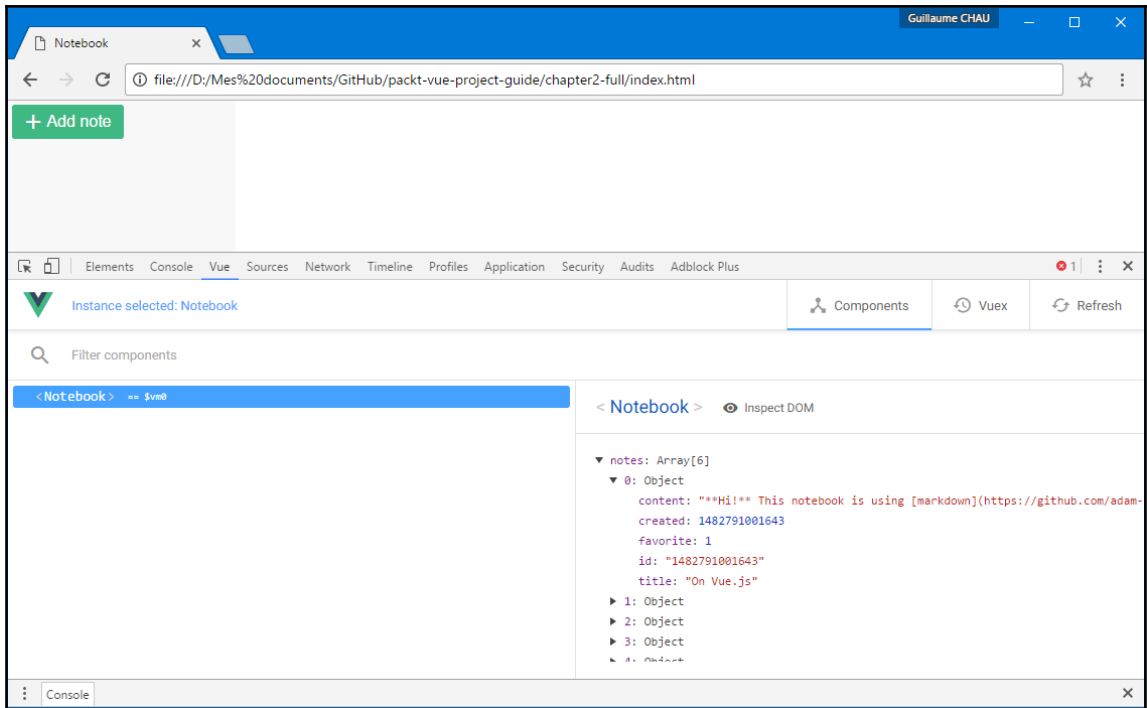 Guillaume CHAU
Notebook
file:///D:/Mes%20documents/GitHub/packt-vue-project-guide/chapter2-full/index.html
+ Add note
Elements Console Vue Sources Network Timeline Profiles Application Security Audits Adblock Plus 1
Instance selected: Notebook Components Vuex Refresh
Filter components
<Notebook> == $vm0
< Notebook > Inspect DOM
▼ notes: Array[6]
▼ 0: Object
content: "**Hi!** This notebook is using [markdown](https://github.com/adam-
created: 1482791001643
favorite: 1
id: "1482791001643"
title: "On Vue.js"
▶ 1: Object
▶ 2: Object
▶ 3: Object
▶ 4: Object
Console